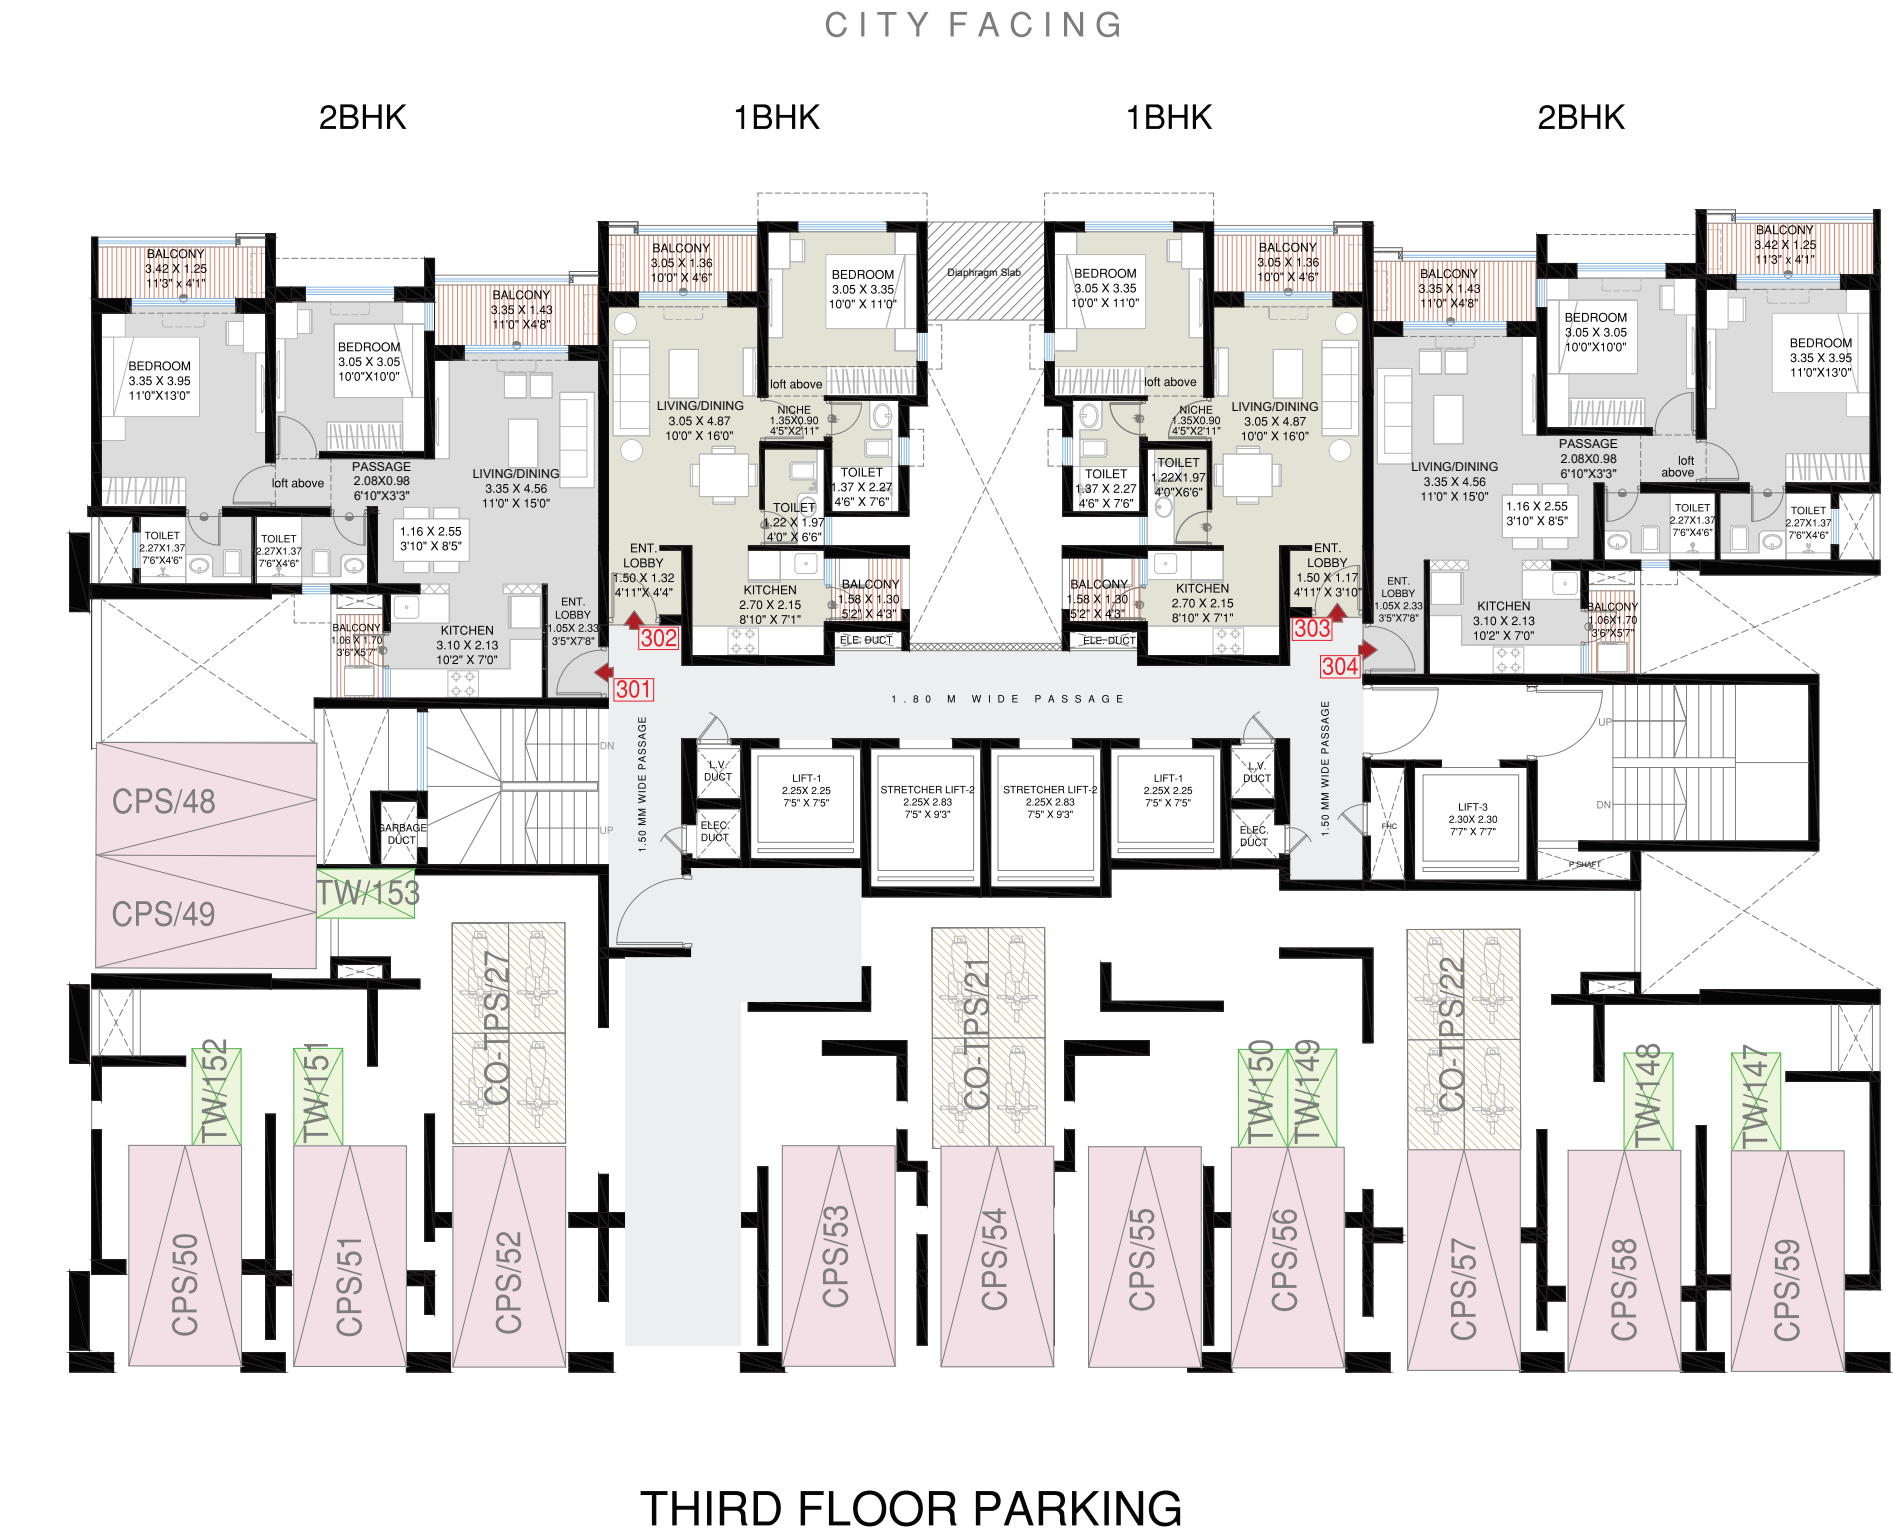 CITY FACING
2BHK
1BHK
1BHK
2BHK
BALCONY
3.42 X 1.25
11'3" x 4'1"
BEDROOM
3.35 X 3.95
11'0"X13'0"
BEDROOM
3.05 X 3.05
10'0"X10'0"
BALCONY
3.35 X 1.43
11'0" X4'8"
PASSAGE
2.08X0.98
6'10"X3'3"
loft above
LIVING/DINING
3.35 X 4.56
11'0" X 15'0"
1.16 X 2.55
3'10" X 8'5"
TOILET
2.27X1.37
7'6"X4'6"
TOILET
2.27X1.37
7'6"X4'6"
BALCONY
1.06 X 1.70
3'6"X5'7"
KITCHEN
3.10 X 2.13
10'2" X 7'0"
ENT.
LOBBY
1.05X 2.33
3'5"X7'8"
301
BALCONY
3.05 X 1.36
10'0" X 4'6"
BEDROOM
3.05 X 3.35
10'0" X 11'0"
loft above
LIVING/DINING
3.05 X 4.87
10'0" X 16'0"
NICHE
1.35X0.90
4'5"X2'11"
TOILET
1.37 X 2.27
4'6" X 7'6"
TOILET
1.22 X 1.97
4'0" X 6'6"
ENT.
LOBBY
1.50 X 1.32
4'11"X 4'4"
KITCHEN
2.70 X 2.15
8'10" X 7'1"
BALCONY
1.58 X 1.30
5'2" X 4'3"
ELE. DUCT
302
Diaphragm Slab
BEDROOM
3.05 X 3.35
10'0" X 11'0"
BALCONY
3.05 X 1.36
10'0" X 4'6"
loft above
NICHE
1.35X0.90
4'5"X2'11"
LIVING/DINING
3.05 X 4.87
10'0" X 16'0"
TOILET
1.37 X 2.27
4'6" X 7'6"
TOILET
1.22X1.97
4'0"X6'6"
BALCONY
1.58 X 1.30
5'2" X 4'3"
KITCHEN
2.70 X 2.15
8'10" X 7'1"
ENT.
LOBBY
1.50 X 1.17
4'11" X 3'10"
ELE. DUCT
303
304
BALCONY
3.35 X 1.43
11'0" X4'8"
BEDROOM
3.05 X 3.05
10'0"X10'0"
BALCONY
3.42 X 1.25
11'3" x 4'1"
BEDROOM
3.35 X 3.95
11'0"X13'0"
PASSAGE
2.08X0.98
6'10"X3'3"
loft
above
LIVING/DINING
3.35 X 4.56
11'0" X 15'0"
1.16 X 2.55
3'10" X 8'5"
TOILET
2.27X1.37
7'6"X4'6"
TOILET
2.27X1.37
7'6"X4'6"
ENT.
LOBBY
1.05X 2.33
3'5"X7'8"
KITCHEN
3.10 X 2.13
10'2" X 7'0"
BALCONY
1.06X1.70
3'6"X5'7"
1.80 M WIDE PASSAGE
1.50 MM WIDE PASSAGE
1.50 MM WIDE PASSAGE
DN
UP
GARBAGE
DUCT
L.V.
DUCT
ELEC.
DUCT
LIFT-1
2.25X 2.25
7'5" X 7'5"
STRETCHER LIFT-2
2.25X 2.83
7'5" X 9'3"
STRETCHER LIFT-2
2.25X 2.83
7'5" X 9'3"
LIFT-1
2.25X 2.25
7'5" X 7'5"
L.V.
DUCT
ELEC.
DUCT
FHC
LIFT-3
2.30X 2.30
7'7" X 7'7"
UP
DN
P.SHAFT
CPS/48
CPS/49
TW/153
CO-TPS/27
CO-TPS/21
CO-TPS/22
TW/152
TW/151
TW/150
TW/149
TW/148
TW/147
CPS/50
CPS/51
CPS/52
CPS/53
CPS/54
CPS/55
CPS/56
CPS/57
CPS/58
CPS/59
THIRD FLOOR PARKING